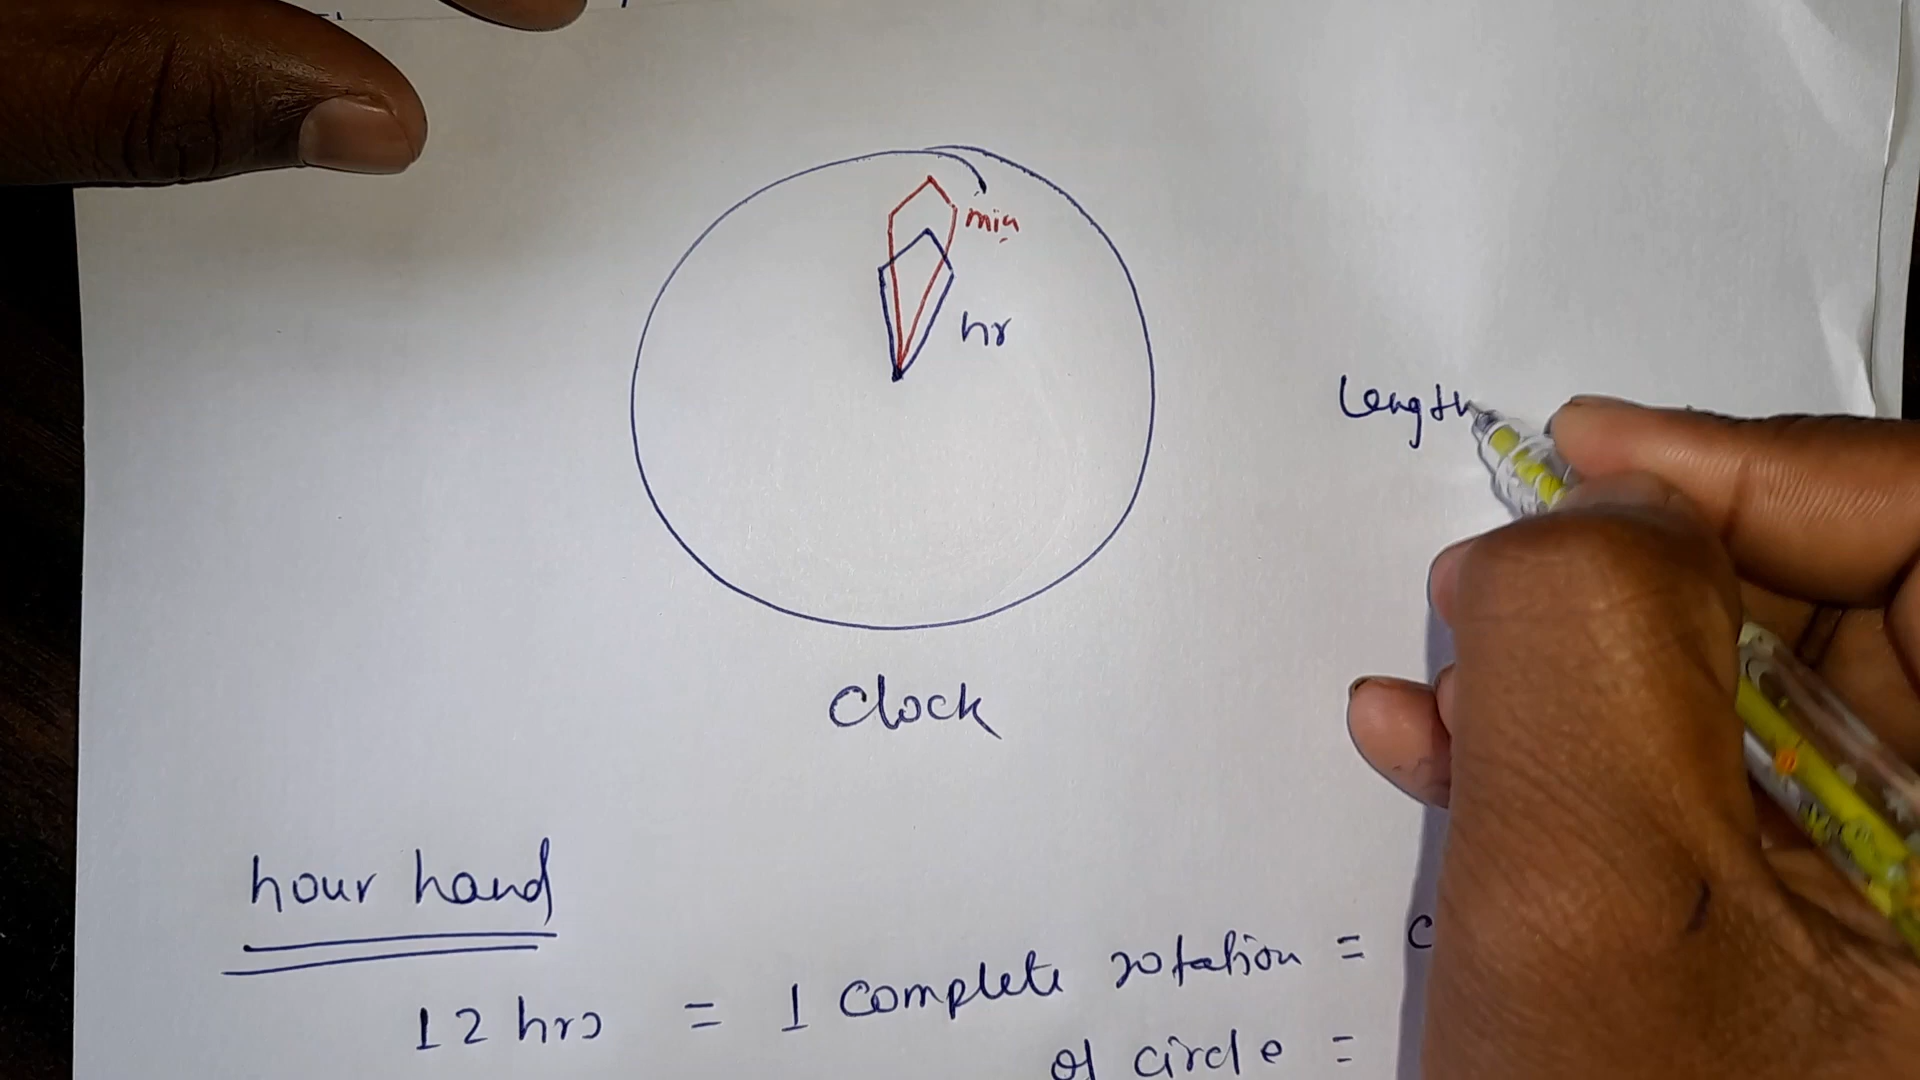 min
hr
Length
Clock
hour hand
12 hrs = 1 complete rotation = c
of circle =